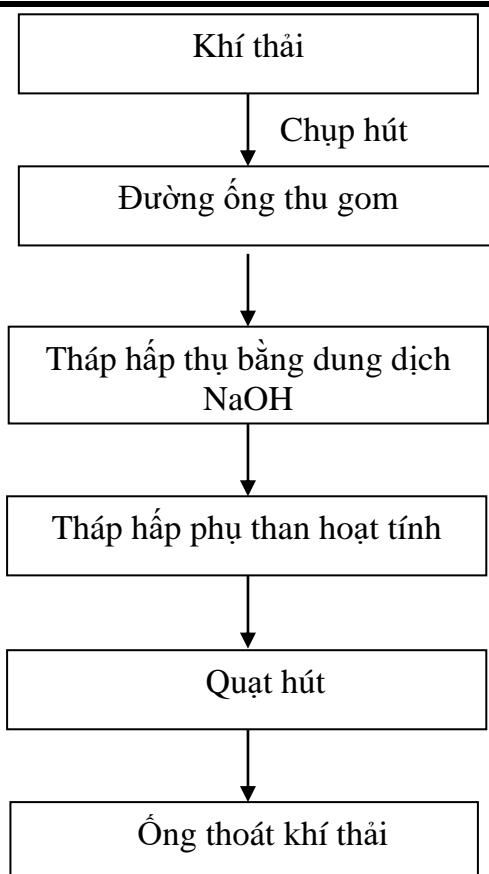 Khí thải
Chụp hút
Đường ống thu gom
Tháp hấp thụ bằng dung dịch
NaOH
Tháp hấp phụ than hoạt tính
Quạt hút
Ống thoát khí thải